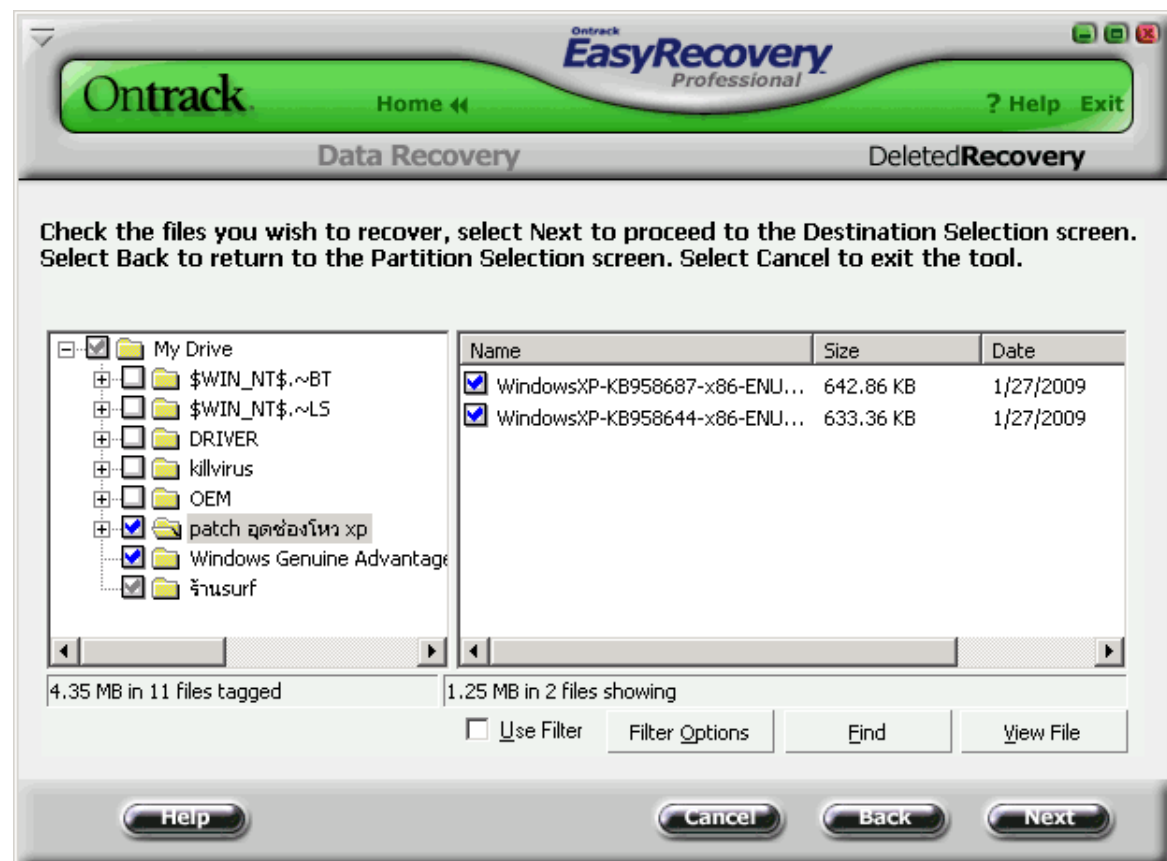 Ontrack
EasyRecovery
Professional
Ontrack.
Home
? Help Exit
Data Recovery
DeletedRecovery
Check the files you wish to recover, select Next to proceed to the Destination Selection screen.
Select Back to return to the Partition Selection screen. Select Cancel to exit the tool.
My Drive
$WIN_NT$.~BT
$WIN_NT$.~LS
DRIVER
killvirus
OEM
patch อุดช่องโหว xp
Windows Genuine Advantage
ร้านsurf
Name Size Date
WindowsXP-KB958687-x86-ENU... 642.86 KB 1/27/2009
WindowsXP-KB958644-x86-ENU... 633.36 KB 1/27/2009
4.35 MB in 11 files tagged
1.25 MB in 2 files showing
Use Filter Filter Options Find View File
Help Cancel Back Next